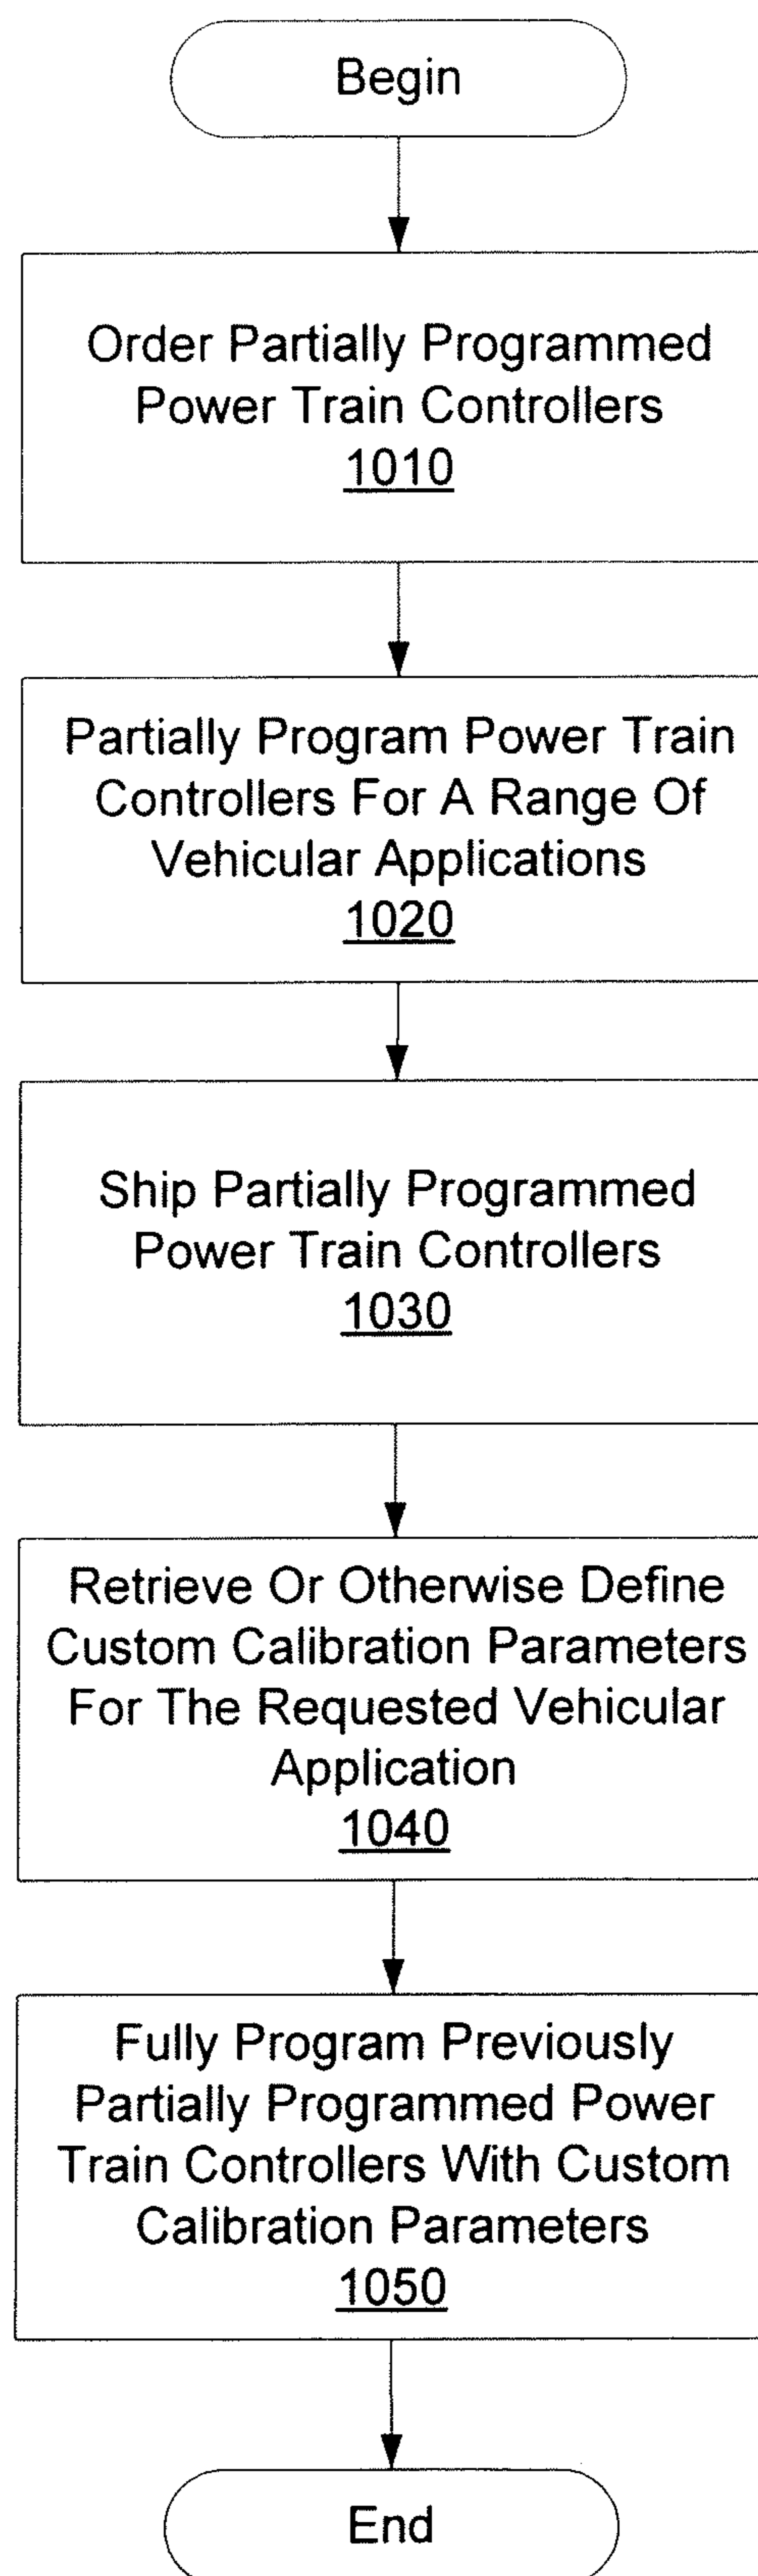 Begin
Order Partially Programmed
Power Train Controllers
1010
Partially Program Power Train
Controllers For A Range Of
Vehicular Applications
1020
Ship Partially Programmed
Power Train Controllers
1030
Retrieve Or Otherwise Define
Custom Calibration Parameters
For The Requested Vehicular
Application
1040
Fully Program Previously
Partially Programmed Power
Train Controllers With Custom
Calibration Parameters
1050
End